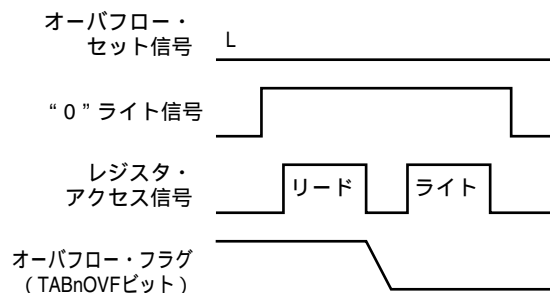 オーバフロー・
セット信号
L
“0”ライト信号
レジスタ・
アクセス信号
リード
ライト
オーバフロー・フラグ
（TABnOVFビット）